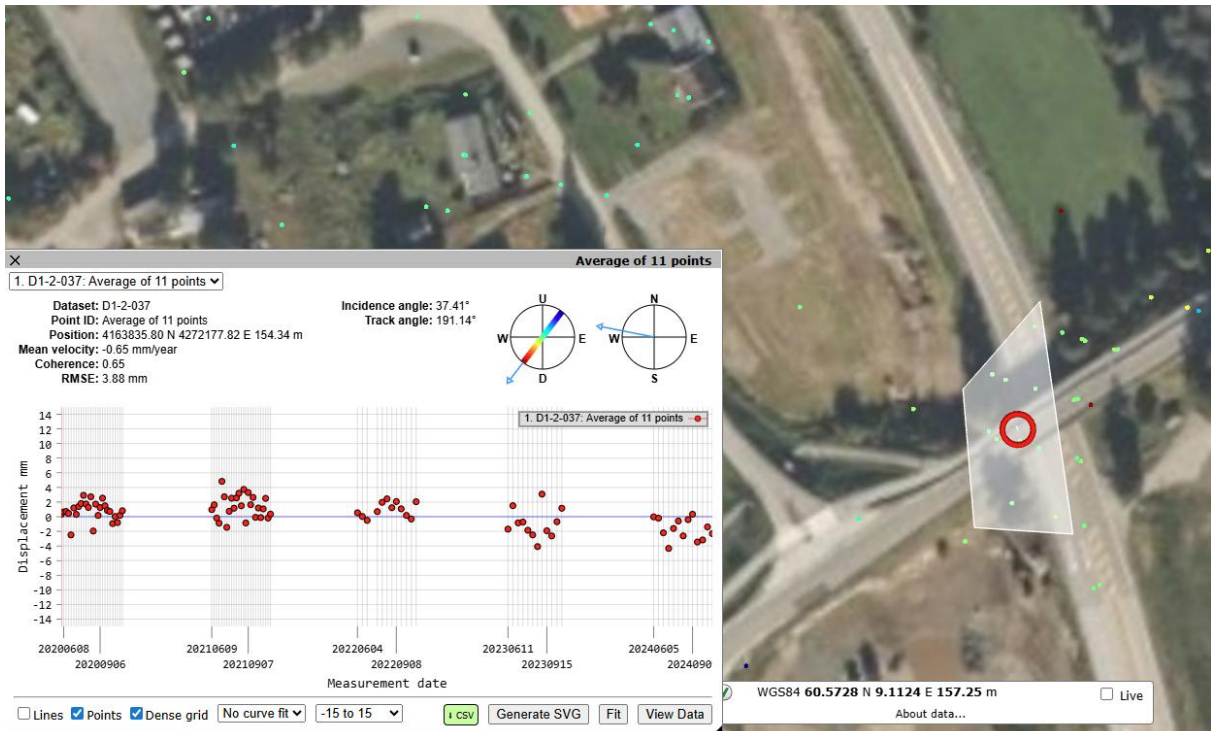 Average of 11 points
1. D1-2-037: Average of 11 points
Dataset: D1-2-037
Point ID: Average of 11 points
Position: 4163835.80 N 4272177.82 E 154.34 m
Mean velocity: -0.65 mm/year
Coherence: 0.65
RMSE: 3.88 mm
Incidence angle: 37.41°
Track angle: 191.14°
U
W E
D
N
W E
S
1. D1-2-037: Average of 11 points
Displacement mm
14
12
10
8
6
4
2
0
-2
-4
-6
-8
-10
-12
-14
20200608 20210609 20220604 20230611 20240605
20200906 20210907 20220908 20230915 2024090
Measurement date
Lines Points Dense grid No curve fit -15 to 15 CSV Generate SVG Fit View Data
WGS84 60.5728 N 9.1124 E 157.25 m Live
About data...